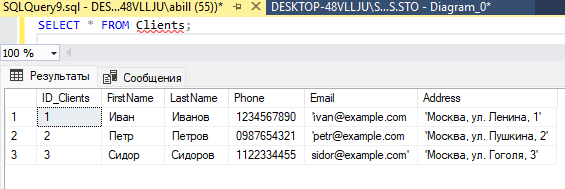 SQLQuery9.sql - DES...48VLLJU\abill (55))* DESKTOP-48VLLJU\S...S.STO - Diagram_0*
SELECT * FROM Clients;
100 %
Результаты Сообщения
ID_Clients FirstName LastName Phone Email Address
1 1 Иван Иванов 1234567890 'ivan@example.com 'Москва, ул. Ленина, 1'
2 2 Петр Петров 0987654321 'petr@example.com 'Москва, ул. Пушкина, 2'
3 3 Сидор Сидоров 1122334455 sidor@example.com' 'Москва, ул. Гоголя, 3'